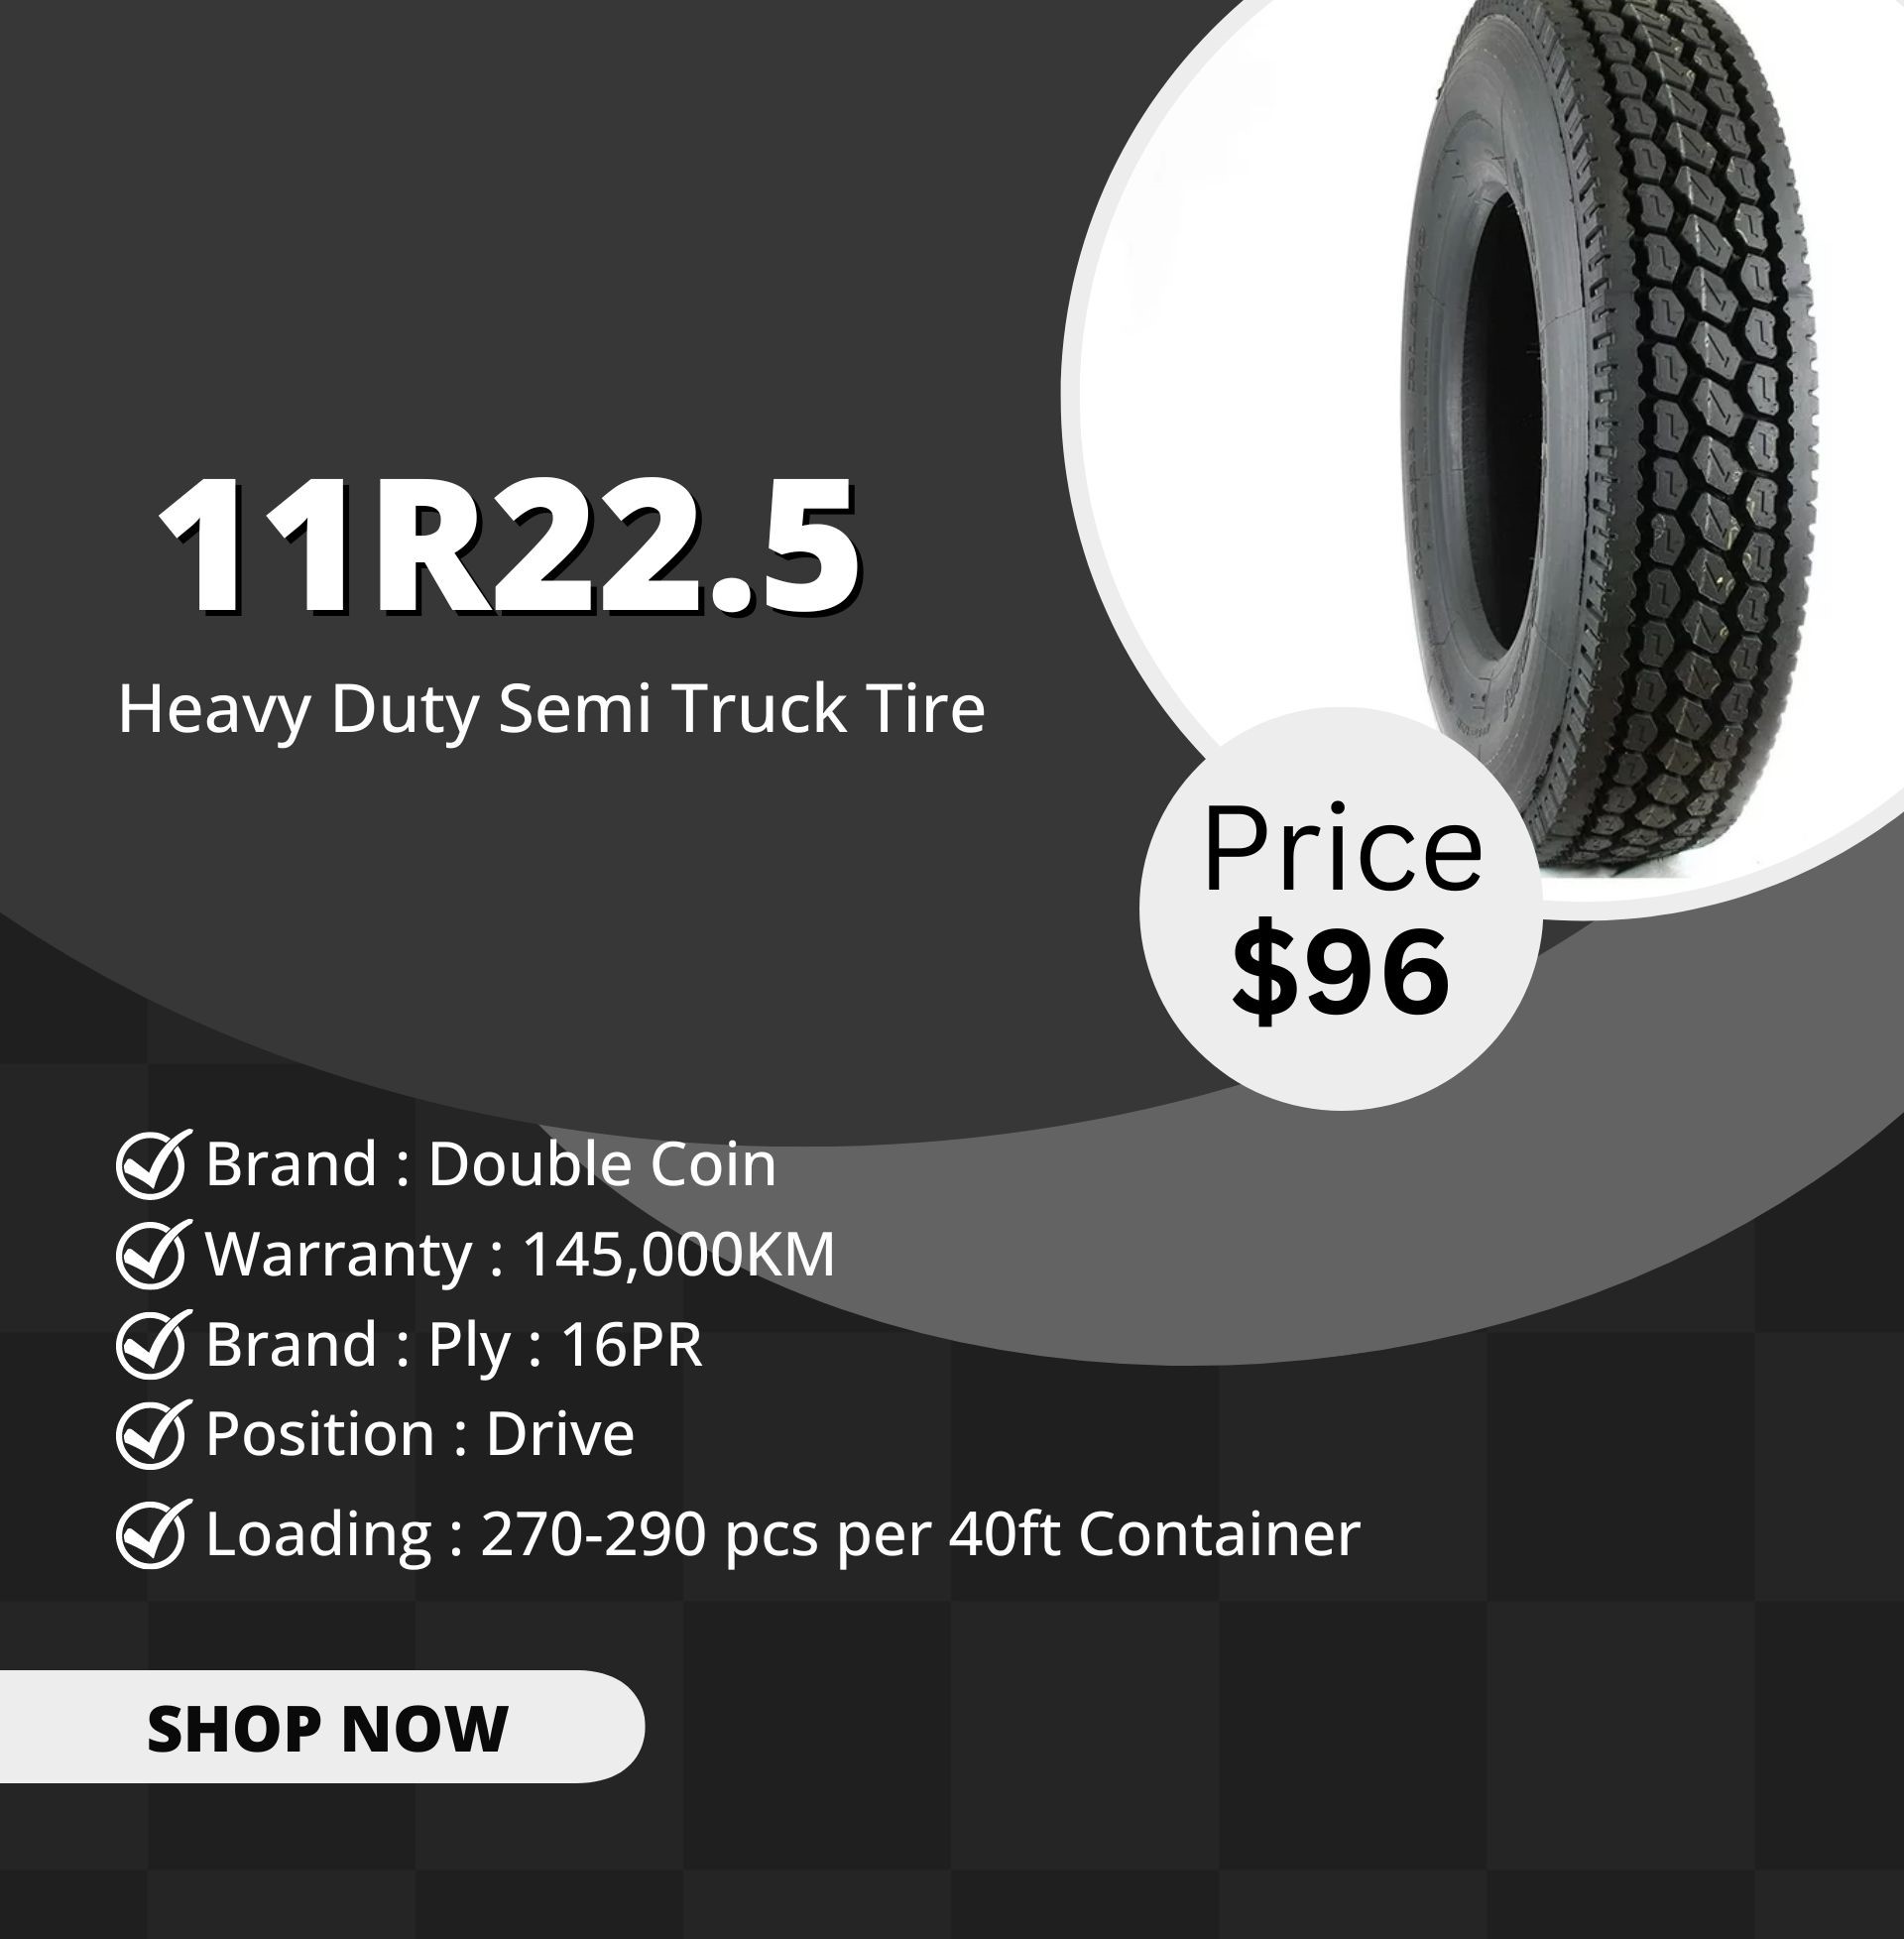 11R22.5
Heavy Duty Semi Truck Tire
Price
$96
Brand : Double Coin
Warranty : 145,000KM
Brand : Ply : 16PR
Position : Drive
Loading : 270-290 pcs per 40ft Container
SHOP NOW